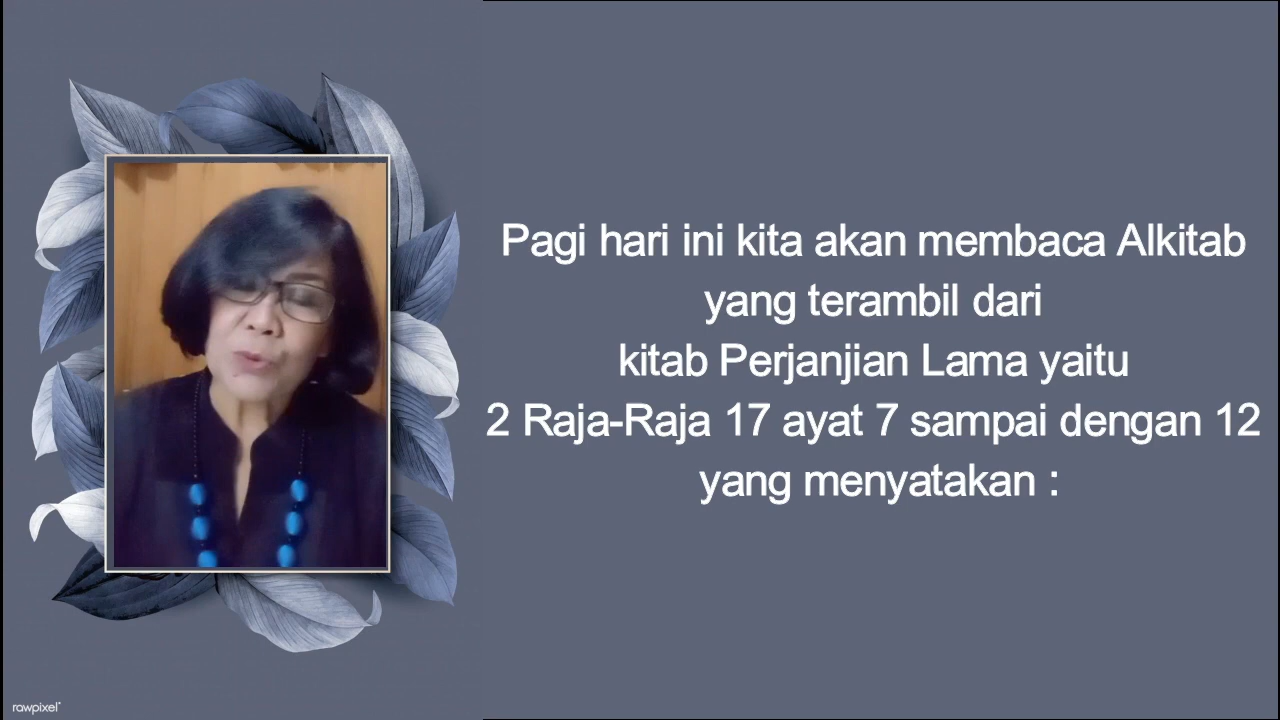 Pagi hari ini kita akan membaca Alkitab
yang terambil dari
kitab Perjanjian Lama yaitu
2 Raja-Raja 17 ayat 7 sampai dengan 12
yang menyatakan :
rawpixel